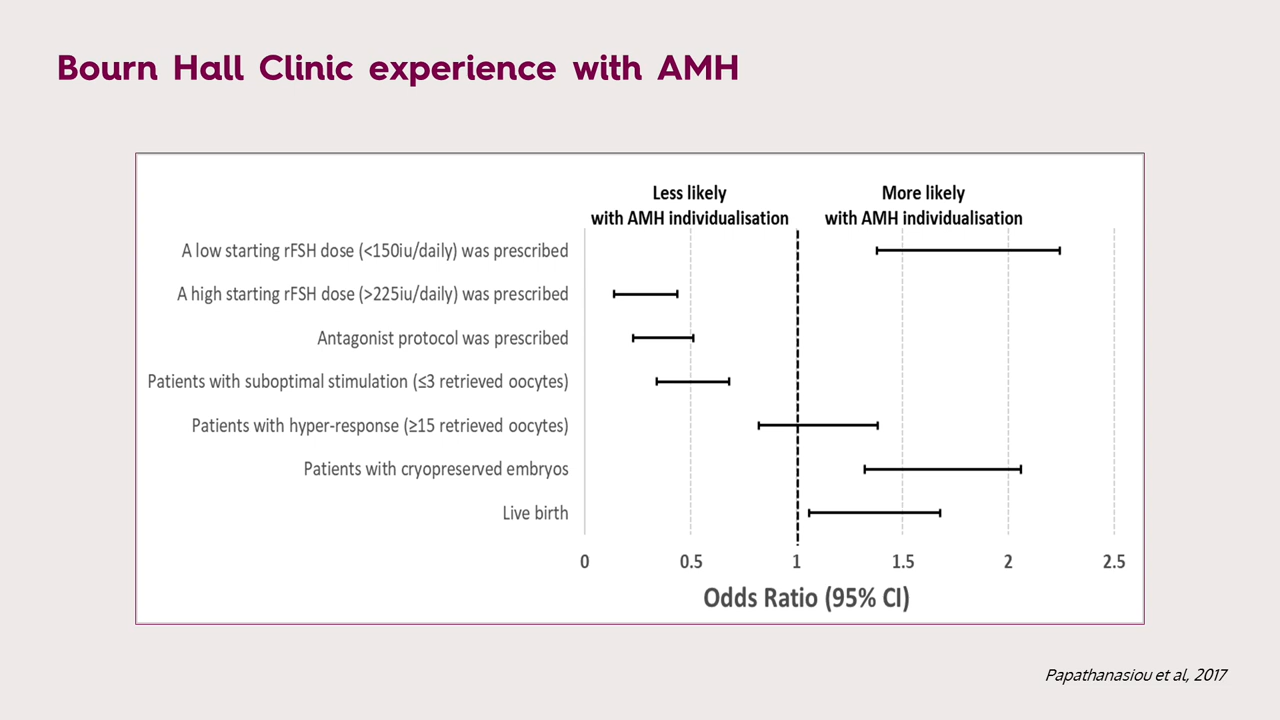 Bourn Hall Clinic experience with AMH
Less likely
with AMH individualisation
More likely
with AMH individualisation
A low starting rFSH dose (<150iu/daily) was prescribed
A high starting rFSH dose (>225iu/daily) was prescribed
Antagonist protocol was prescribed
Patients with suboptimal stimulation (≤3 retrieved oocytes)
Patients with hyper-response (≥15 retrieved oocytes)
Patients with cryopreserved embryos
Live birth
0 0.5 1 1.5 2 2.5
Odds Ratio (95% CI)
Papathanasiou et al, 2017